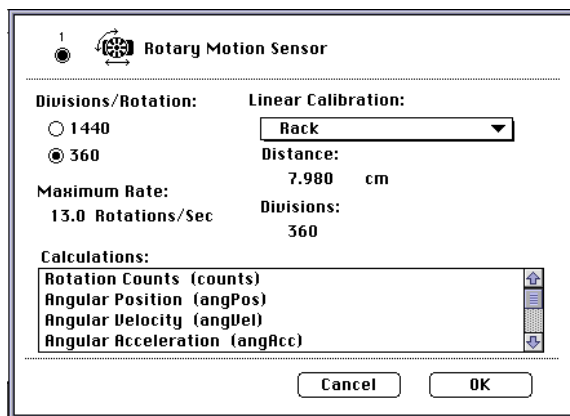 1
Rotary Motion Sensor
Divisions/Rotation:
1440
360
Maximum Rate:
13.0 Rotations/Sec
Linear Calibration:
Rack
Distance:
7.980 cm
Divisions:
360
Calculations:
Rotation Counts (counts)
Angular Position (angPos)
Angular Velocity (angVel)
Angular Acceleration (angAcc)
Cancel
OK